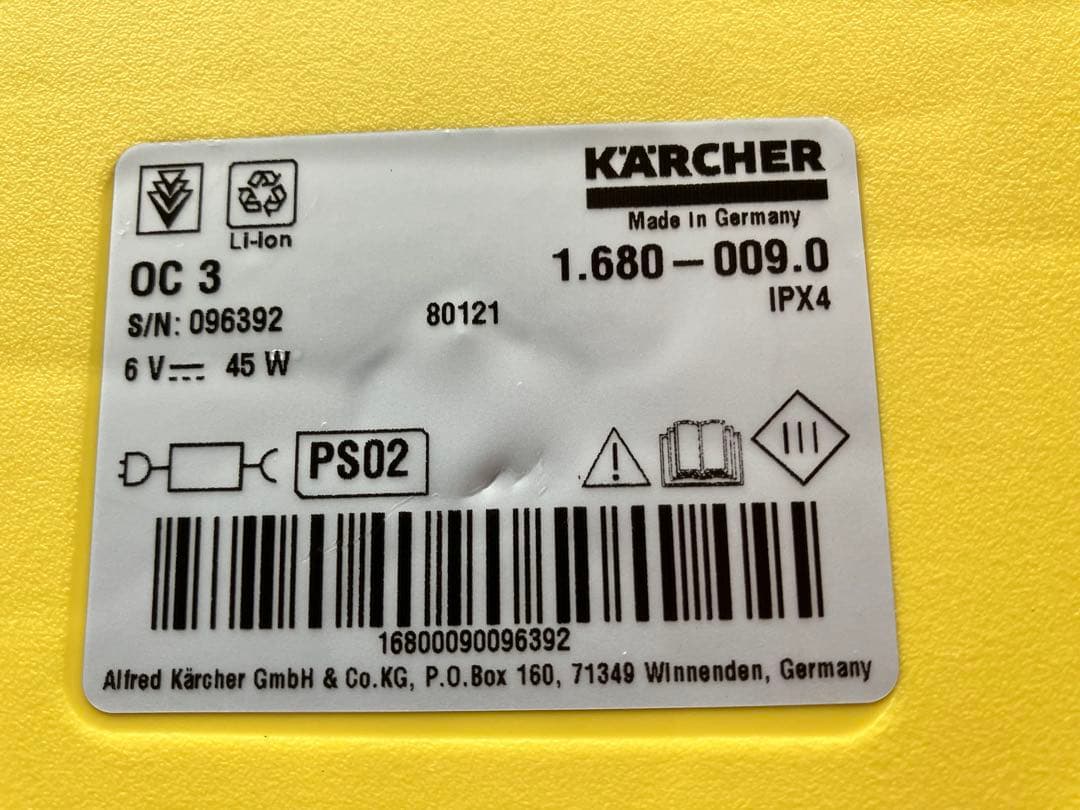 KÄRCHER
Made in Germany
Li-Ion
OC 3
1.680-009.0
S/N: 096392
80121
IPX4
6 V 45 W
PS02
16800090096392
Alfred Kärcher GmbH & Co.KG, P.O.Box 160, 71349 Winnenden, Germany